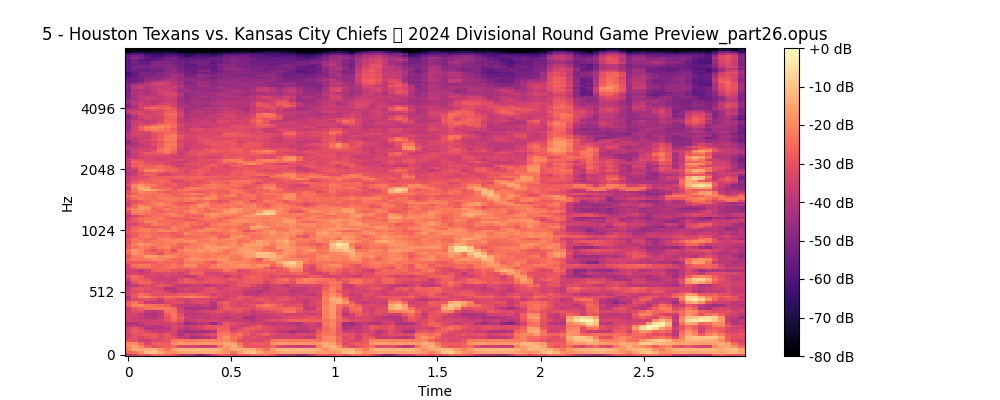 5 - Houston Texans vs. Kansas City Chiefs ▯ 2024 Divisional Round Game Preview_part26.opus
+0 dB
4096
-10 dB
-20 dB
2048
-30 dB
Hz
1024
-40 dB
-50 dB
512
-60 dB
-70 dB
0
-80 dB
0 0.5 1 1.5 2 2.5
Time